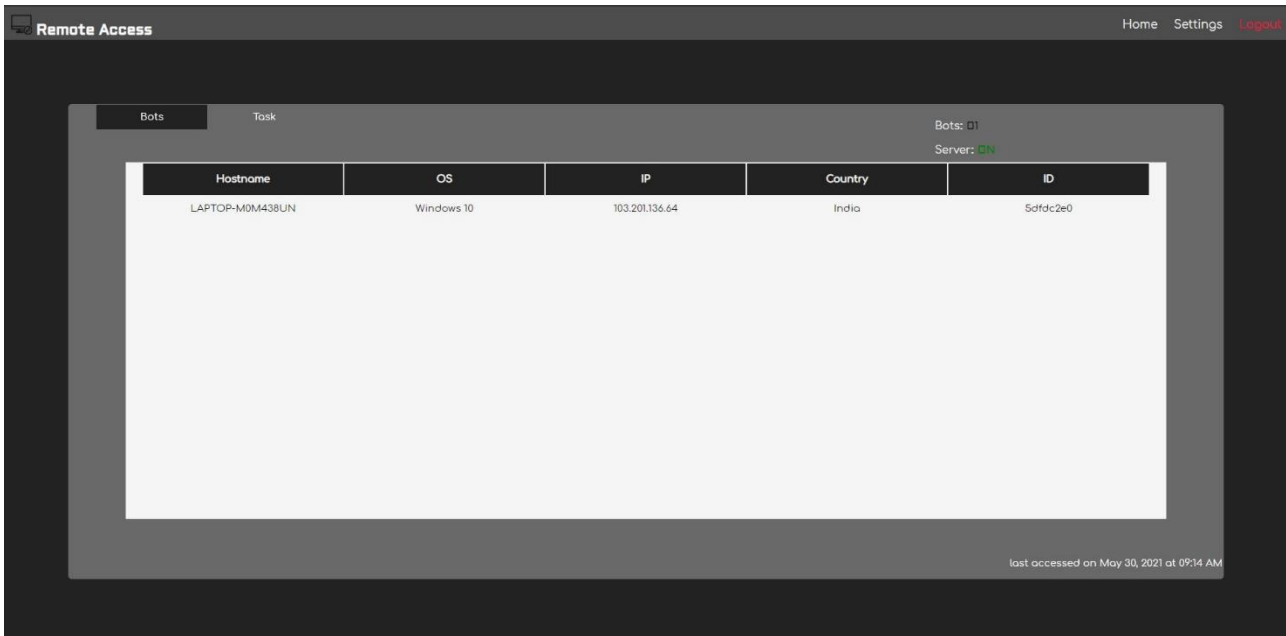 Remote Access
Home Settings Logout
Bots Task
Bots: 01
Server: ON
Hostname OS IP Country ID
LAPTOP-M0M438UN Windows 10 103.201.136.64 India 5dfdc2e0
last accessed on May 30, 2021 at 09:14 AM